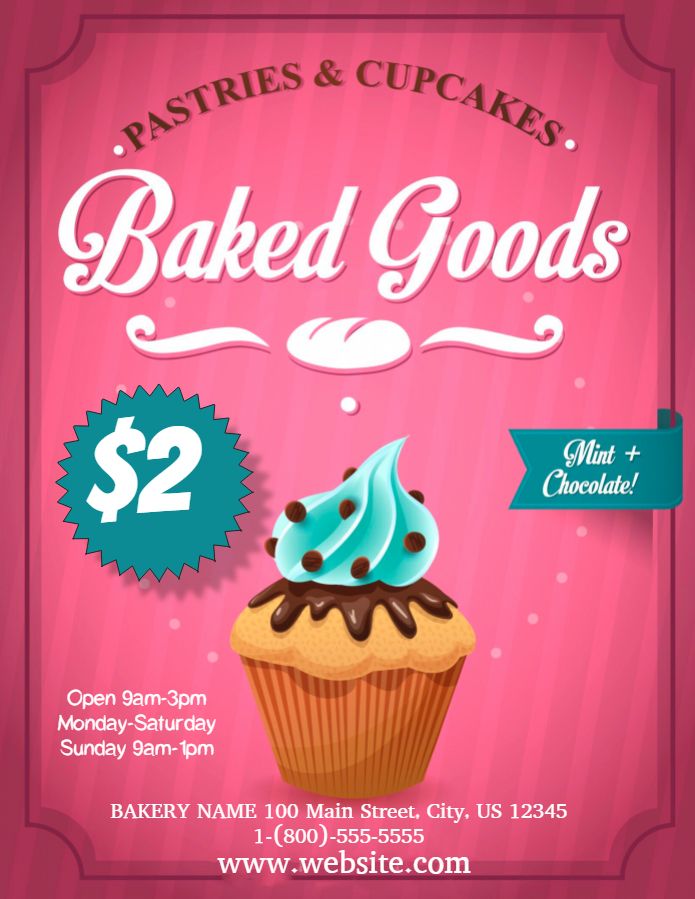 PASTRIES & CUPCAKES
Baked Goods
$2
Mint +
Chocolate!
Open 9am-3pm
Monday-Saturday
Sunday 9am-1pm
BAKERY NAME 100 Main Street, City, US 12345
1-(800)-555-5555
www.website.com